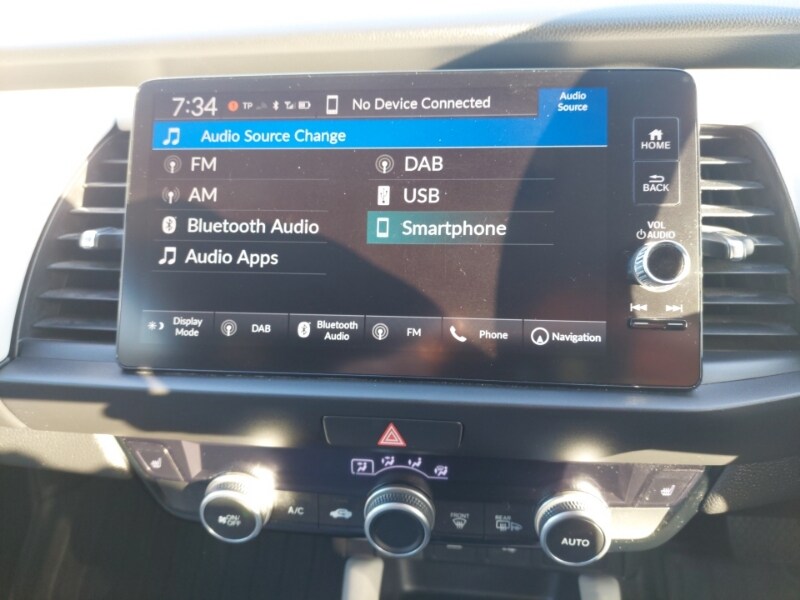 7:34 TP No Device Connected
Audio
Source
Audio Source Change
FM
DAB
AM
USB
Bluetooth Audio
Smartphone
Audio Apps
Display
Mode
DAB
Bluetooth
Audio
FM
Phone
Navigation
HOME
BACK
VOL
AUDIO
ON/
OFF
A/C
FRONT
REAR
AUTO